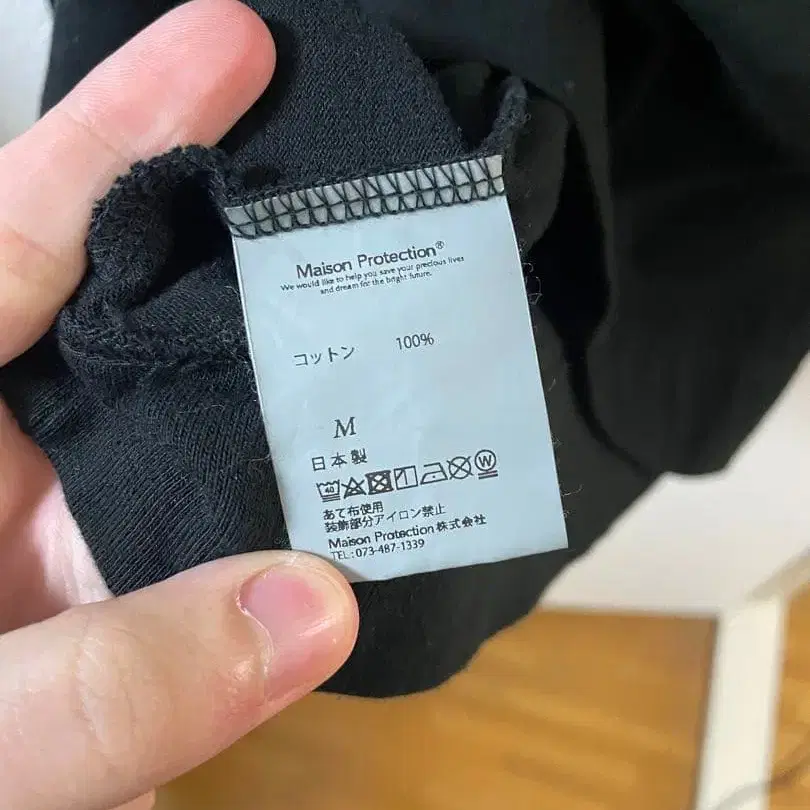 Maison Protection®
We would like to help you save your precious lives
and dream for the bright future.
コットン 100%
M
日本製
40 W
あて布使用
装飾部分アイロン禁止
Maison Protection 株式会社
TEL：073-487-1339